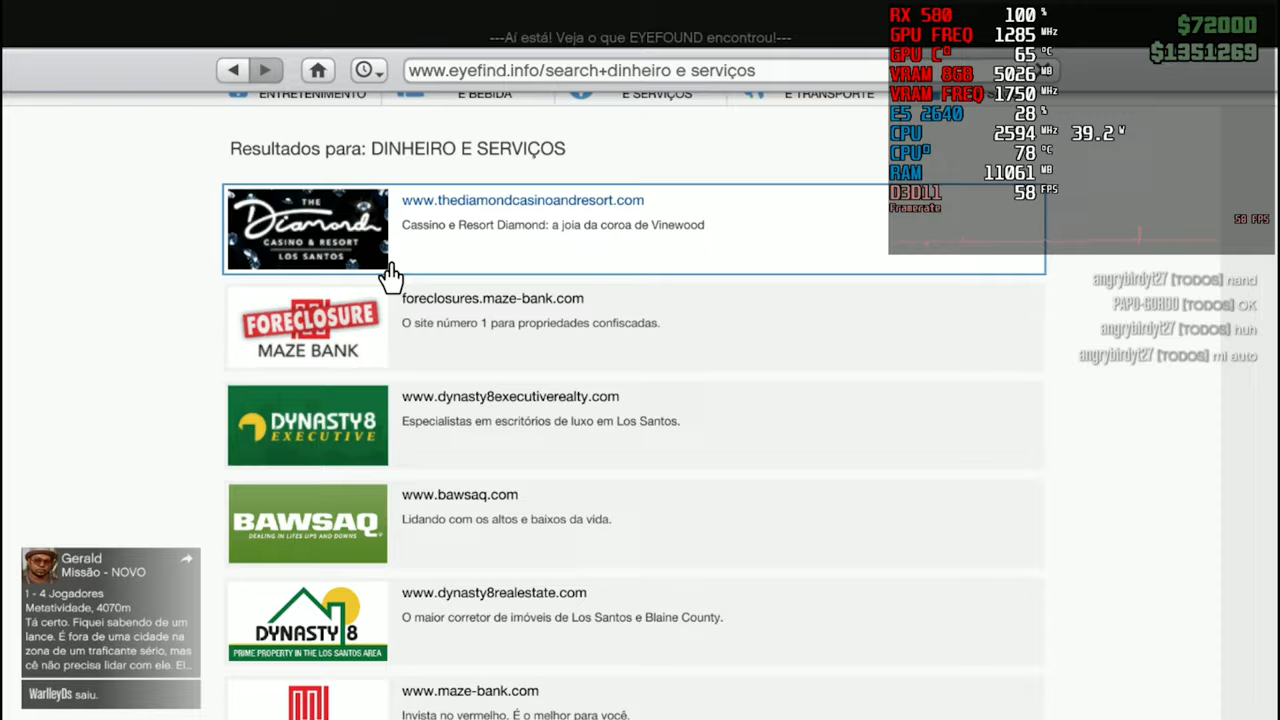 ---Aí está! Veja o que EYEFOUND encontrou!---
www.eyefind.info/search+dinheiro e serviços
ENTRETENIMENTO
E BEBIDA
E SERVIÇOS
E TRANSPORTE
RX 580 100 %
GPU FREQ 1285 MHz
GPU Cº 65 ºC
VRAM 8GB 5026 MB
VRAM FREQ 1750 MHz
E5 2640 28 %
CPU 2594 MHz 39.2 W
CPUº 78 ºC
RAM 11061 MB
D3D11 58 FPS
Framerate
58 FPS
$72000
$1351269
Resultados para: DINHEIRO E SERVIÇOS
THE
Diamond
CASINO & RESORT
LOS SANTOS
www.thediamondcasinoandresort.com
Cassino e Resort Diamond: a joia da coroa de Vinewood
FORECLOSURE
MAZE BANK
foreclosures.maze-bank.com
O site número 1 para propriedades confiscadas.
DYNASTY8
EXECUTIVE
www.dynasty8executiverealty.com
Especialistas em escritórios de luxo em Los Santos.
BAWSAQ
DEALING IN LIFES UPS AND DOWNS
www.bawsaq.com
Lidando com os altos e baixos da vida.
DYNASTY 8
PRIME PROPERTY IN THE LOS SANTOS AREA
www.dynasty8realestate.com
O maior corretor de imóveis de Los Santos e Blaine County.
www.maze-bank.com
Invista no vermelho. É o melhor para você.
angrybirdyt27 [TODOS] nand
PAPO-GORDO [TODOS] OK
angrybirdyt27 [TODOS] huh
angrybirdyt27 [TODOS] mi auto
Gerald
Missão - NOVO
1 - 4 Jogadores
Metatividade, 4070m
Tá certo. Fiquei sabendo de um
lance. É fora de uma cidade na
zona de um traficante sério, mas
cê não precisa lidar com ele. El...
WarlleyDs saiu.